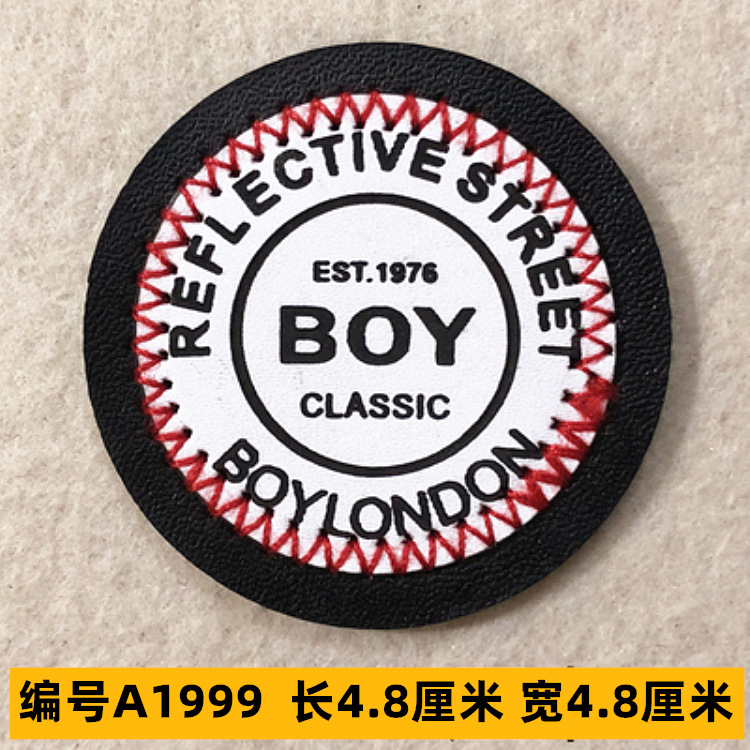 REFLECTIVE STREET
EST.1976
BOY
CLASSIC
BOYLONDON
编号A1999 长4.8厘米 宽4.8厘米